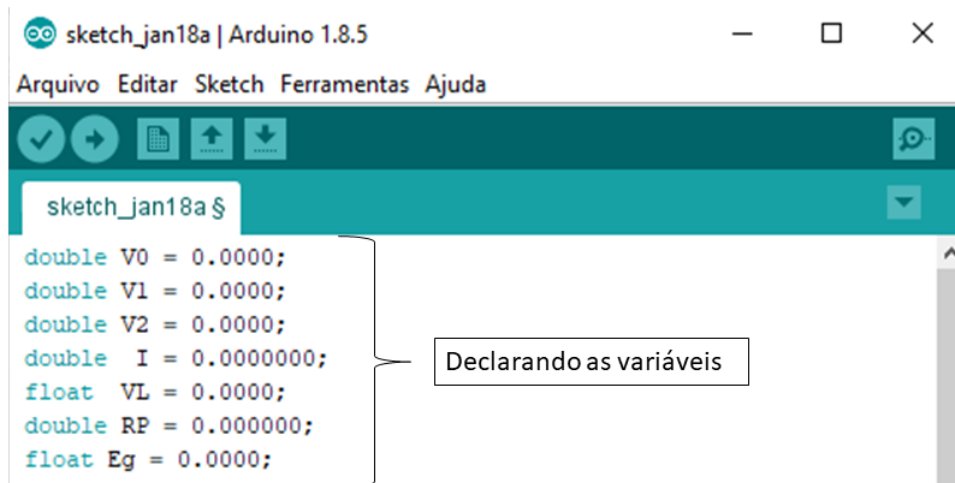 sketch_jan18a | Arduino 1.8.5
Arquivo Editar Sketch Ferramentas Ajuda
sketch_jan18a §
double V0 = 0.0000;
double V1 = 0.0000;
double V2 = 0.0000;
double  I = 0.0000000;
float  VL = 0.0000;
double RP = 0.000000;
float Eg = 0.0000;
Declarando as variáveis